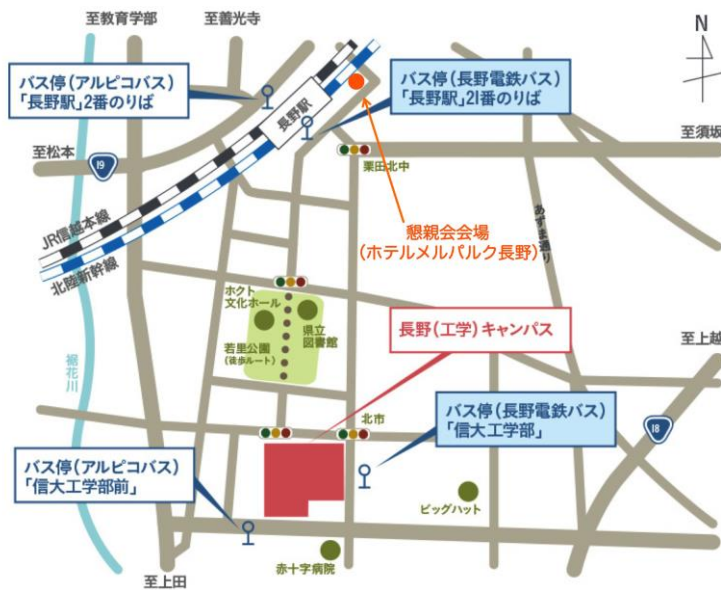 至教育学部
至善光寺
N
バス停(アルピコバス)
「長野駅」2番のりば
バス停(長野電鉄バス)
「長野駅」21番のりば
長野駅
至須坂
至松本
19
栗田北中
あずま通り
懇親会会場
(ホテルメルパルク長野)
JR信越本線
北陸新幹線
ホクト
文化ホール
県立
図書館
若里公園
(徒歩ルート)
長野(工学)キャンパス
至上越
裾花川
北市
バス停(長野電鉄バス)
「信大工学部」
18
バス停(アルピコバス)
「信大工学部前」
ビッグハット
赤十字病院
至上田